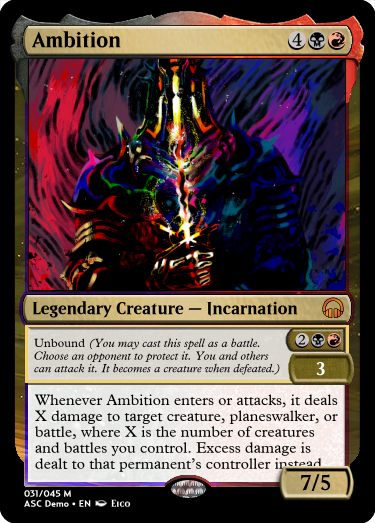 Ambition 4
Legendary Creature — Incarnation
Unbound (You may cast this spell as a battle. 2
Choose an opponent to protect it. You and others
can attack it. It becomes a creature when defeated.) 3
Whenever Ambition enters or attacks, it deals
X damage to target creature, planeswalker, or
battle, where X is the number of creatures
and battles you control. Excess damage is
dealt to that permanent's controller instead.
7/5
031/045 M
ASC Demo • EN Eico